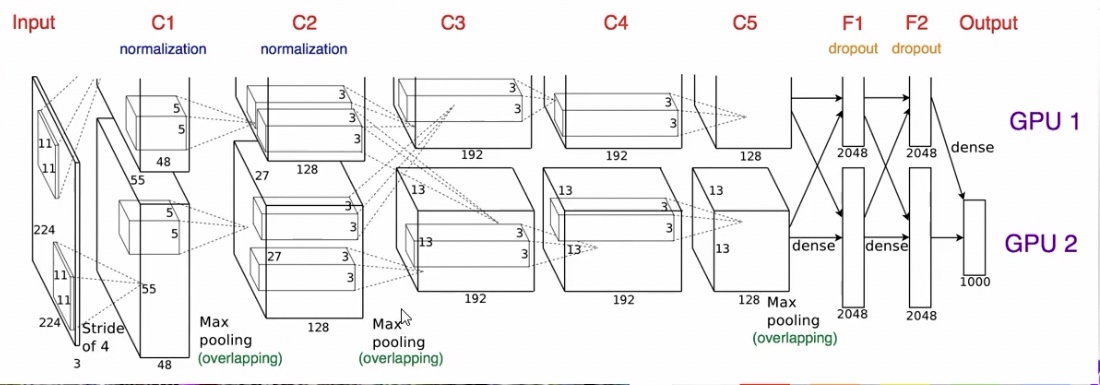 Input
C1
C2
C3
C4
C5
F1
F2
Output
normalization
normalization
dropout
dropout
GPU 1
11
11
5
5
48
3
3
3
128
3
3
192
3
3
192
128
2048
2048
dense
55
27
13
13
13
224
5
5
3
3
3
3
13
3
3
13
13
dense
dense
GPU 2
11
11
55
27
3
3
1000
224
Stride
of 4
3
48
Max
pooling
(overlapping)
128
Max
pooling
(overlapping)
192
192
128
Max
pooling
(overlapping)
2048
2048